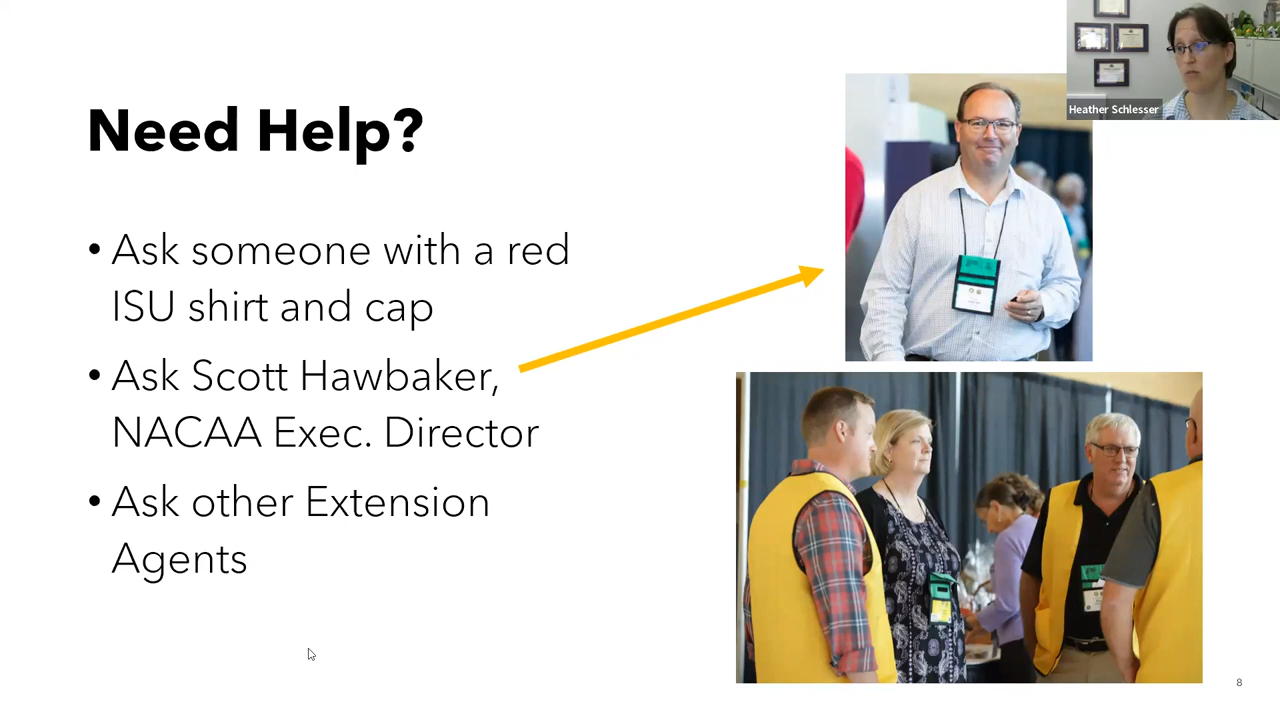 Need Help?
• Ask someone with a red
ISU shirt and cap
• Ask Scott Hawbaker,
NACAA Exec. Director
• Ask other Extension
Agents
Heather Schlesser
8